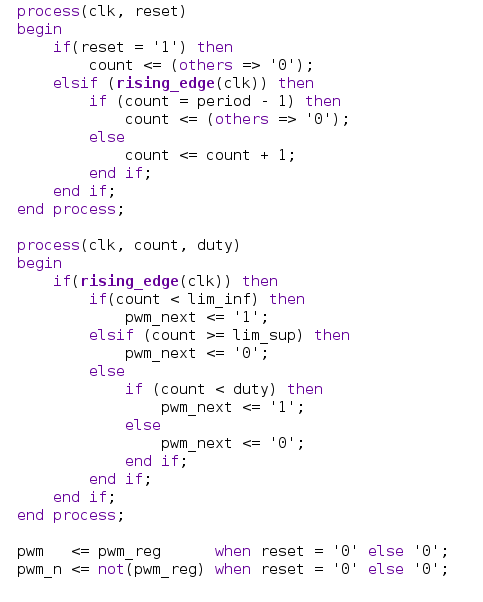 process(clk, reset)
begin
    if(reset = '1') then
        count <= (others => '0');
    elsif (rising_edge(clk)) then
        if (count = period - 1) then
            count <= (others => '0');
        else
            count <= count + 1;
        end if;
    end if;
end process;

process(clk, count, duty)
begin
    if(rising_edge(clk)) then
        if(count < lim_inf) then
            pwm_next <= '1';
        elsif (count >= lim_sup) then
            pwm_next <= '0';
        else
            if (count < duty) then
                pwm_next <= '1';
            else
                pwm_next <= '0';
            end if;
        end if;
    end if;
end process;

pwm   <= pwm_reg      when reset = '0' else '0';
pwm_n <= not(pwm_reg) when reset = '0' else '0';